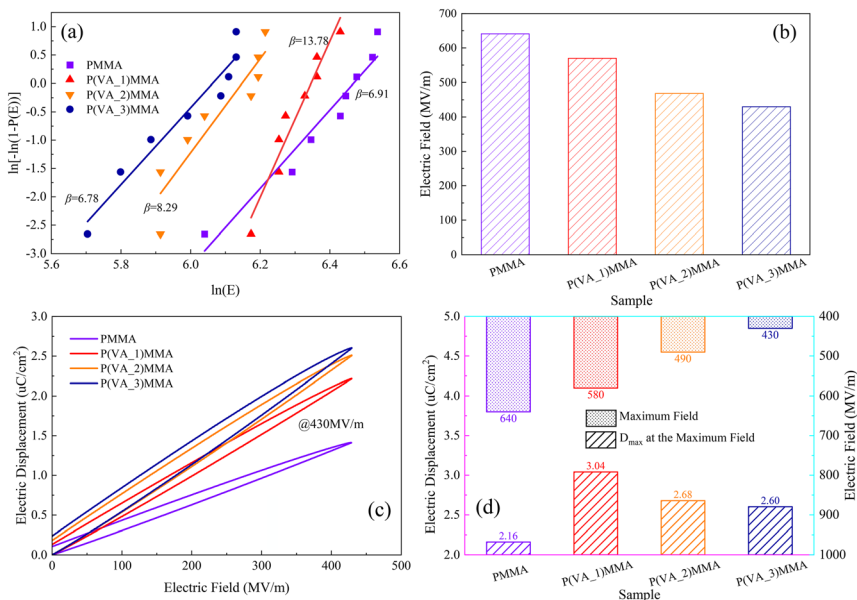 (a)
ln[-ln(1-P(E))]
1.0
0.5
0.0
-0.5
-1.0
-1.5
-2.0
-2.5
-3.0
PMMA
P(VA_1)MMA
P(VA_2)MMA
P(VA_3)MMA
β=13.78
β=6.91
β=6.78
β=8.29
5.6
5.8
6.0
6.2
6.4
6.6
ln(E)
(b)
Electric Field (MV/m)
700
600
500
400
300
200
100
0
PMMA
P(VA_1)MMA
P(VA_2)MMA
P(VA_3)MMA
Sample
Electric Displacement (uC/cm²)
3.0
2.5
2.0
1.5
1.0
0.5
0.0
PMMA
P(VA_1)MMA
P(VA_2)MMA
P(VA_3)MMA
@430MV/m
(c)
0
100
200
300
400
500
Electric Field (MV/m)
Electric Displacement (uC/cm²)
5.0
4.5
4.0
3.5
3.0
2.5
2.0
640
580
490
430
Maximum Field
Dmax at the Maximum Field
2.16
3.04
2.68
2.60
(d)
400
500
600
700
800
900
1000
Electric Field (MV/m)
PMMA
P(VA_1)MMA
P(VA_2)MMA
P(VA_3)MMA
Sample